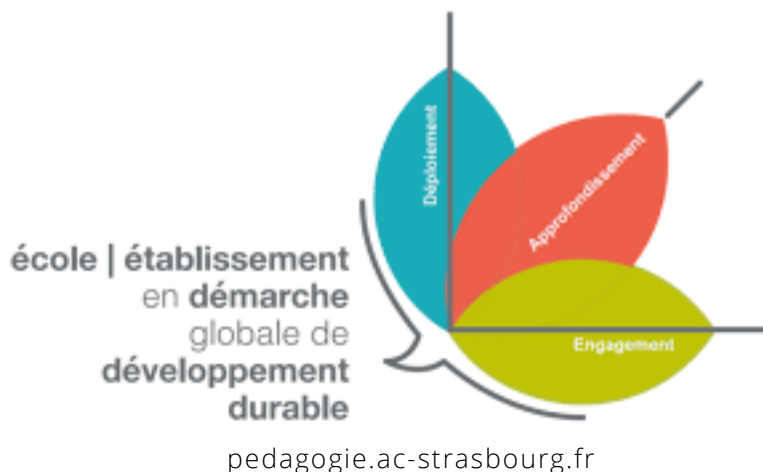 Déploiement
Approfondissement
Engagement
école | établissement
en démarche
globale de
développement
durable
pedagogie.ac-strasbourg.fr